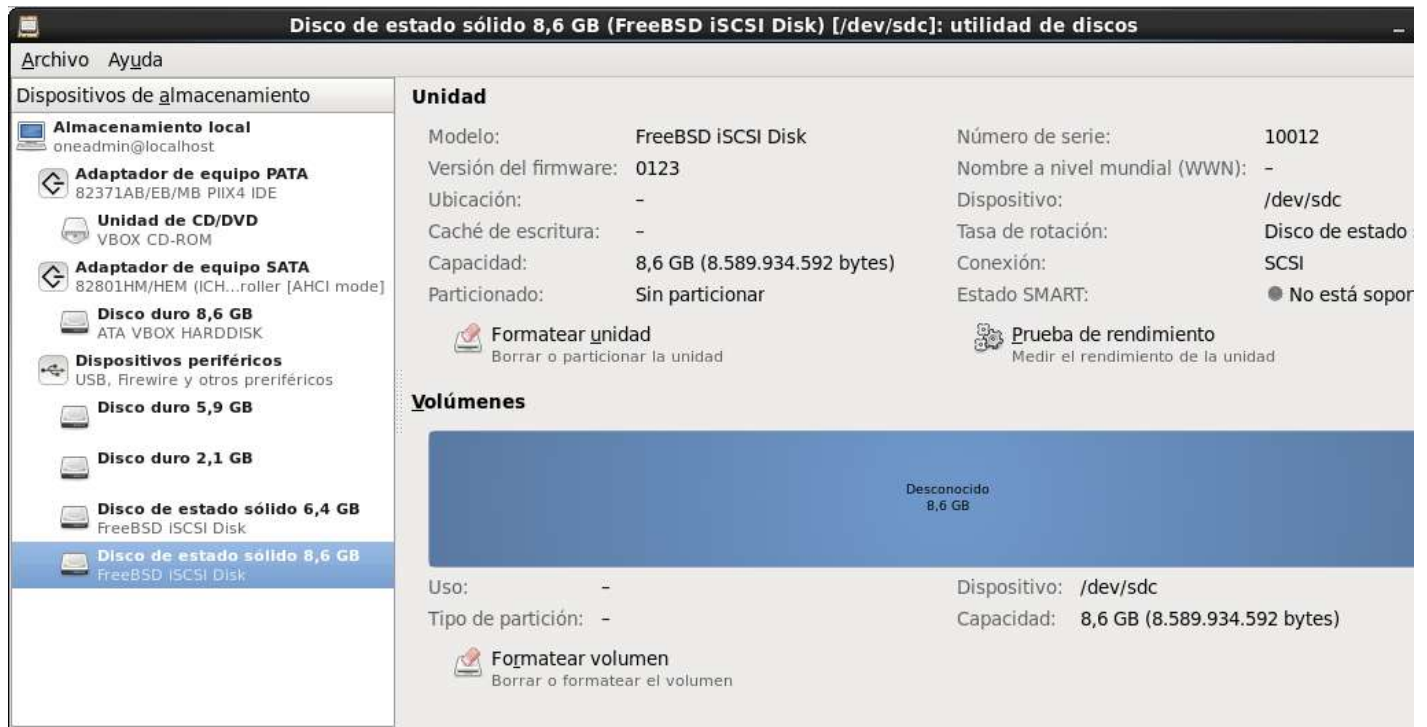 Disco de estado sólido 8,6 GB (FreeBSD iSCSI Disk) [/dev/sdc]: utilidad de discos
Archivo Ayuda
Dispositivos de almacenamiento
Almacenamiento local
oneadmin@localhost
Adaptador de equipo PATA
82371AB/EB/MB PIIX4 IDE
Unidad de CD/DVD
VBOX CD-ROM
Adaptador de equipo SATA
82801HM/HEM (ICH...roller [AHCI mode]
Disco duro 8,6 GB
ATA VBOX HARDDISK
Dispositivos periféricos
USB, Firewire y otros preriféricos
Disco duro 5,9 GB
Disco duro 2,1 GB
Disco de estado sólido 6,4 GB
FreeBSD iSCSI Disk
Disco de estado sólido 8,6 GB
FreeBSD iSCSI Disk
Unidad
Modelo: FreeBSD iSCSI Disk Número de serie: 10012
Versión del firmware: 0123 Nombre a nivel mundial (WWN): –
Ubicación: – Dispositivo: /dev/sdc
Caché de escritura: – Tasa de rotación: Disco de estado
Capacidad: 8,6 GB (8.589.934.592 bytes) Conexión: SCSI
Particionado: Sin particionar Estado SMART: No está sopor
Formatear unidad Prueba de rendimiento
Borrar o particionar la unidad Medir el rendimiento de la unidad
Volúmenes
Desconocido
8,6 GB
Uso: – Dispositivo: /dev/sdc
Tipo de partición: – Capacidad: 8,6 GB (8.589.934.592 bytes)
Formatear volumen
Borrar o formatear el volumen